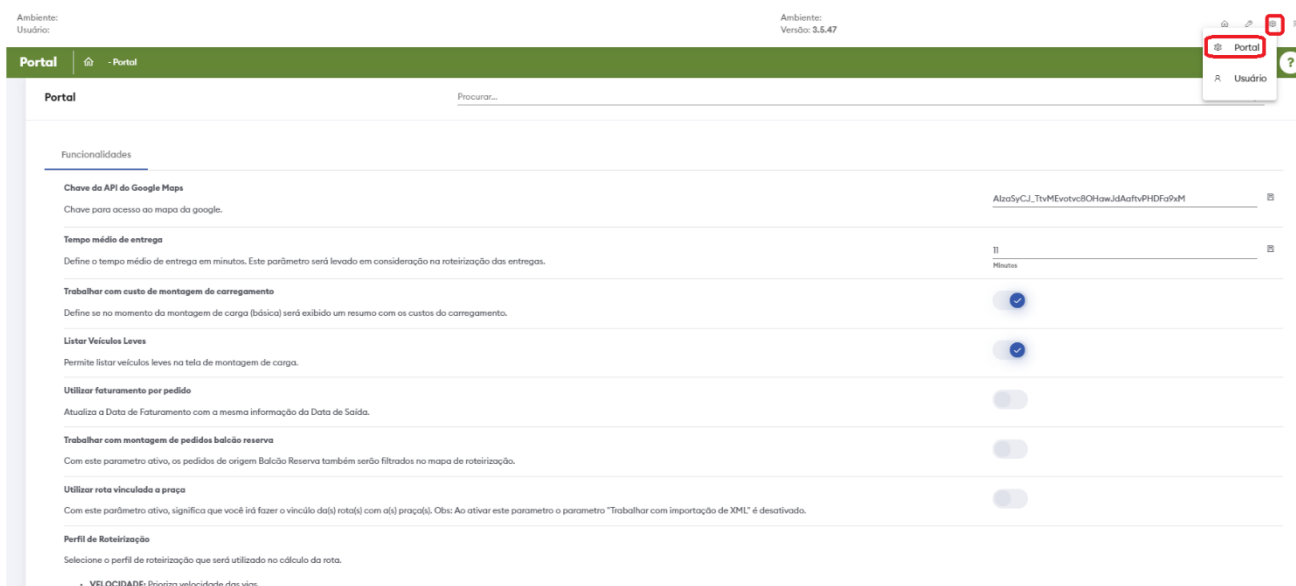 Ambiente:
Usuário:
Ambiente:
Versão: 3.5.47
Portal
Usuário
Portal
- Portal
?
Portal
Procurar...
Funcionalidades
Chave da API do Google Maps
Chave para acesso ao mapa da google.
AIzaSyCJ_TtvMEvotvc8OHawJdAaftvPHDFa9xM
Tempo médio de entrega
Define o tempo médio de entrega em minutos. Este parâmetro será levado em consideração na roteirização das entregas.
11
Minutos
Trabalhar com custo de montagem do carregamento
Define se no momento da montagem de carga (básica) será exibido um resumo com os custos do carregamento.
Listar Veículos Leves
Permite listar veículos leves na tela de montagem de carga.
Utilizar faturamento por pedido
Atualiza a Data de Faturamento com a mesma informação da Data de Saída.
Trabalhar com montagem de pedidos balcão reserva
Com este parametro ativo, os pedidos de origem Balcão Reserva também serão filtrados no mapa de roteirização.
Utilizar rota vinculada a praça
Com este parâmetro ativo, significa que você irá fazer o vincúlo da(s) rota(s) com a(s) praça(s). Obs: Ao ativar este parametro o parametro "Trabalhar com importação de XML" é desativado.
Perfil de Roteirização
Selecione o perfil de roteirização que será utilizado no cálculo da rota.
• VELOCIDADE: Prioriza velocidade das vias.